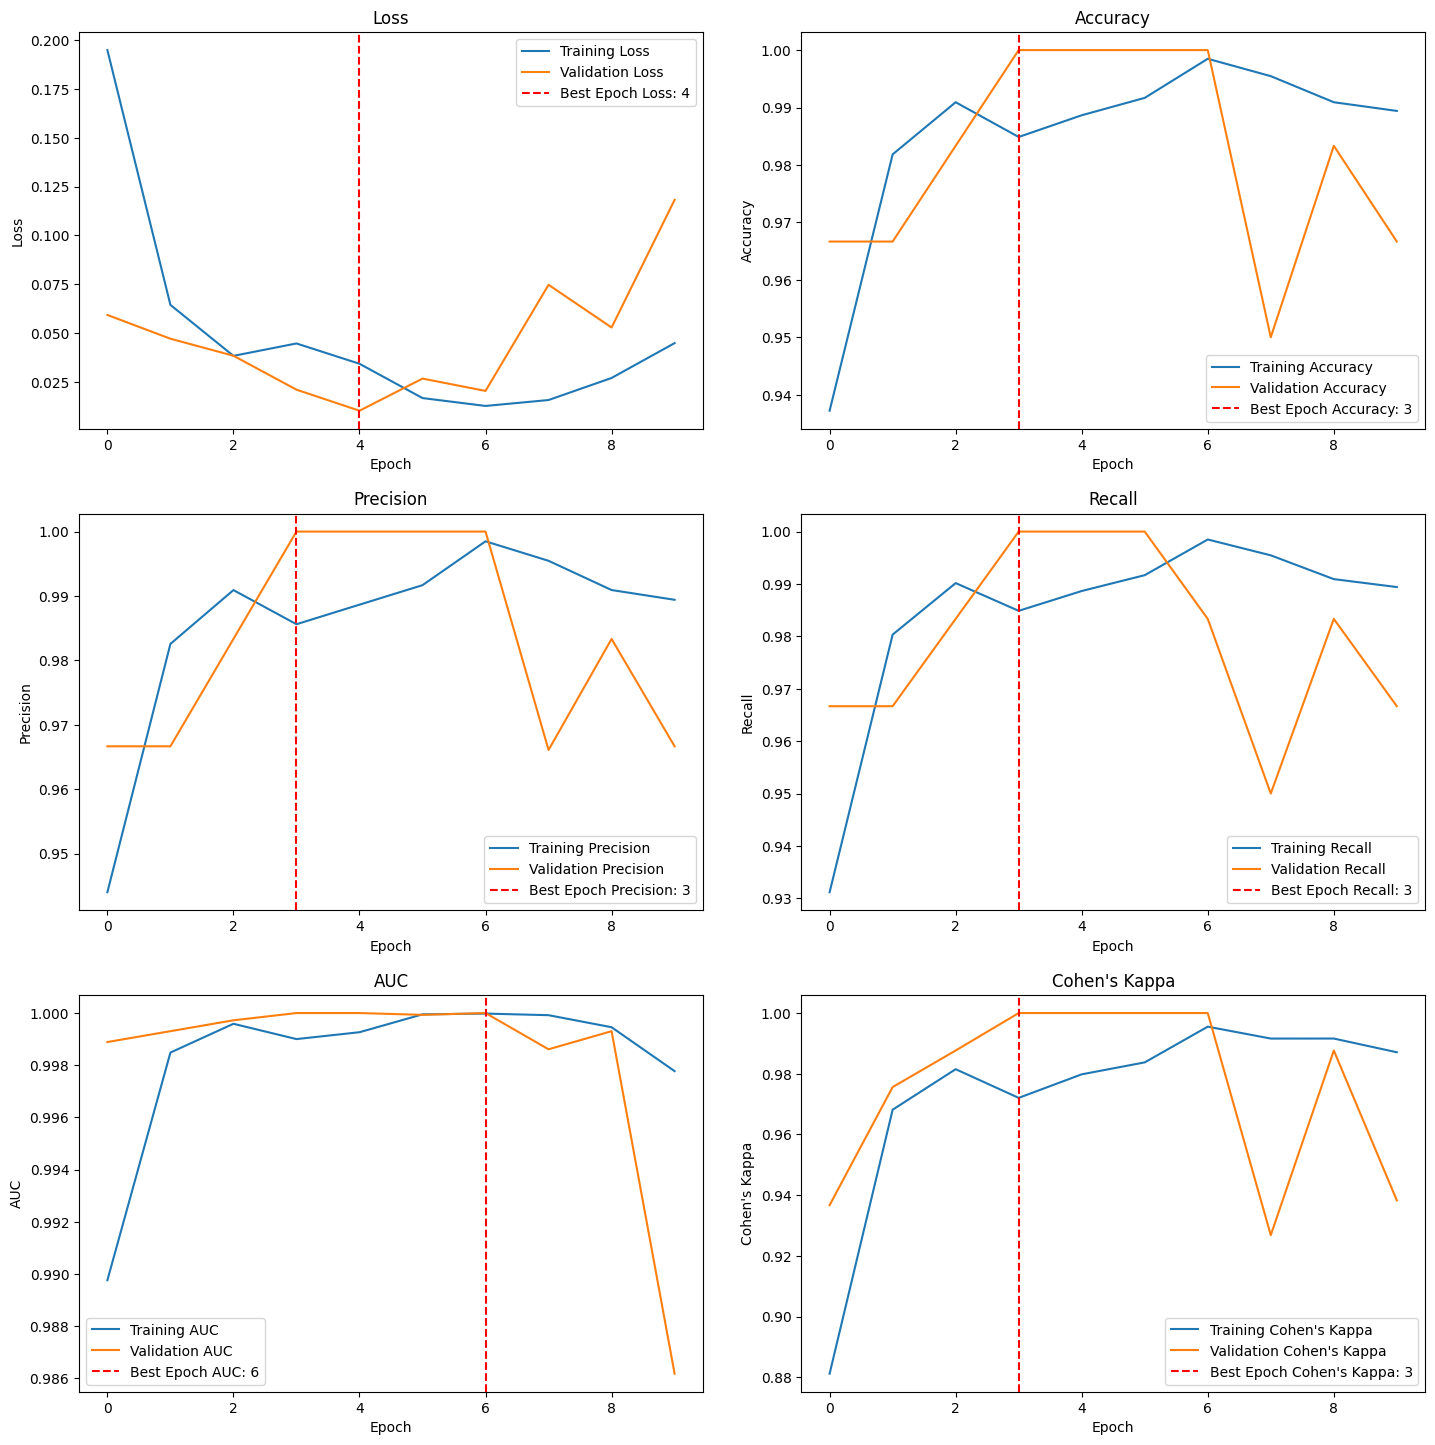 Loss
0.200
0.175
0.150
0.125
0.100
0.075
0.050
0.025
Loss
Training Loss
Validation Loss
Best Epoch Loss: 4
0 2 4 6 8
Epoch
Accuracy
1.00
0.99
0.98
0.97
0.96
0.95
0.94
Accuracy
Training Accuracy
Validation Accuracy
Best Epoch Accuracy: 3
0 2 4 6 8
Epoch
Precision
1.00
0.99
0.98
0.97
0.96
0.95
Precision
Training Precision
Validation Precision
Best Epoch Precision: 3
0 2 4 6 8
Epoch
Recall
1.00
0.99
0.98
0.97
0.96
0.95
0.94
0.93
Recall
Training Recall
Validation Recall
Best Epoch Recall: 3
0 2 4 6 8
Epoch
AUC
1.000
0.998
0.996
0.994
0.992
0.990
0.988
0.986
AUC
Training AUC
Validation AUC
Best Epoch AUC: 6
0 2 4 6 8
Epoch
Cohen's Kappa
1.00
0.98
0.96
0.94
0.92
0.90
0.88
Cohen's Kappa
Training Cohen's Kappa
Validation Cohen's Kappa
Best Epoch Cohen's Kappa: 3
0 2 4 6 8
Epoch